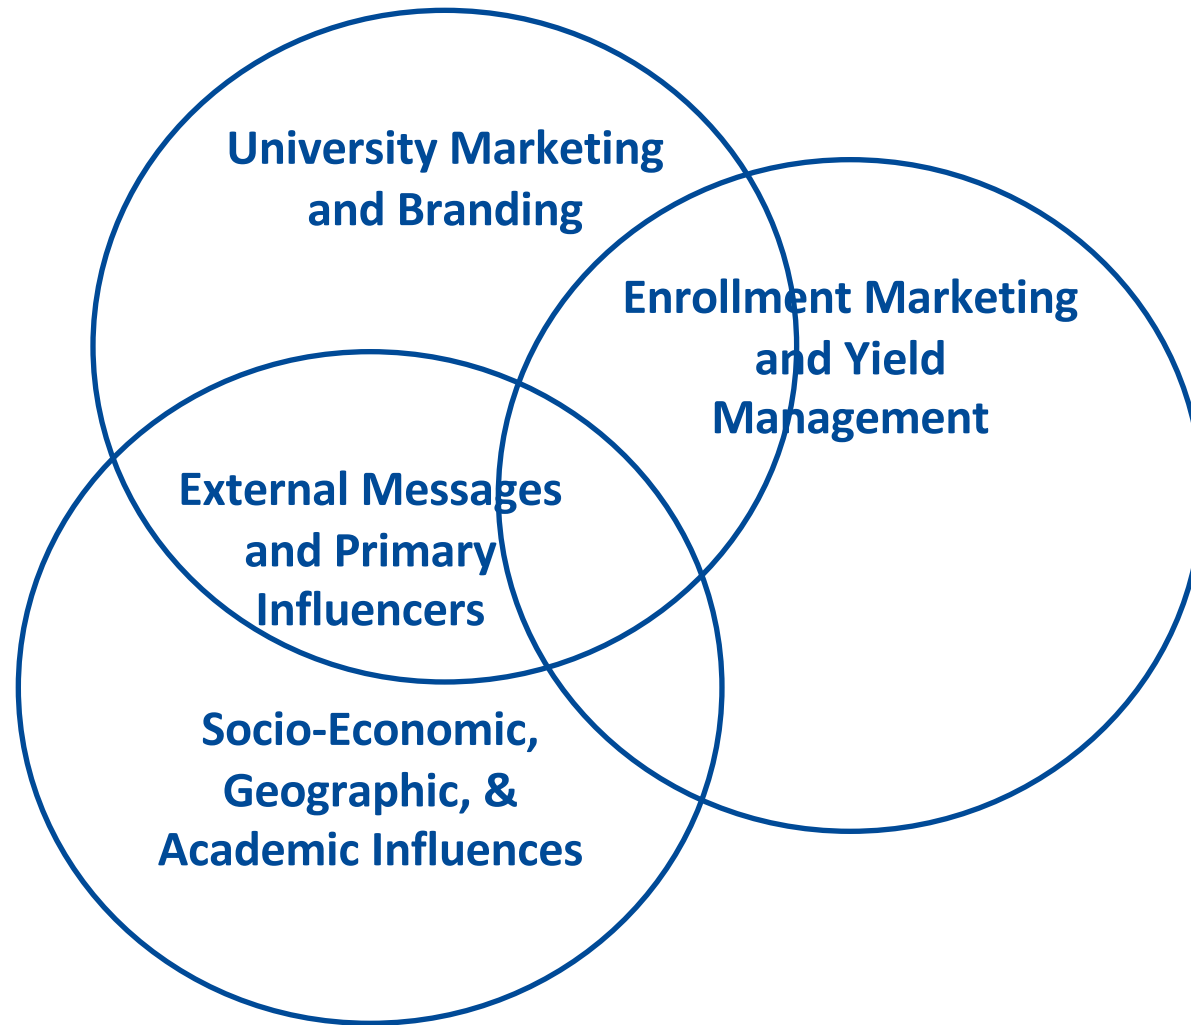 University Marketing
and Branding
Enrollment Marketing
and Yield
Management
External Messages
and Primary
Influencers
Socio-Economic,
Geographic, &
Academic Influences